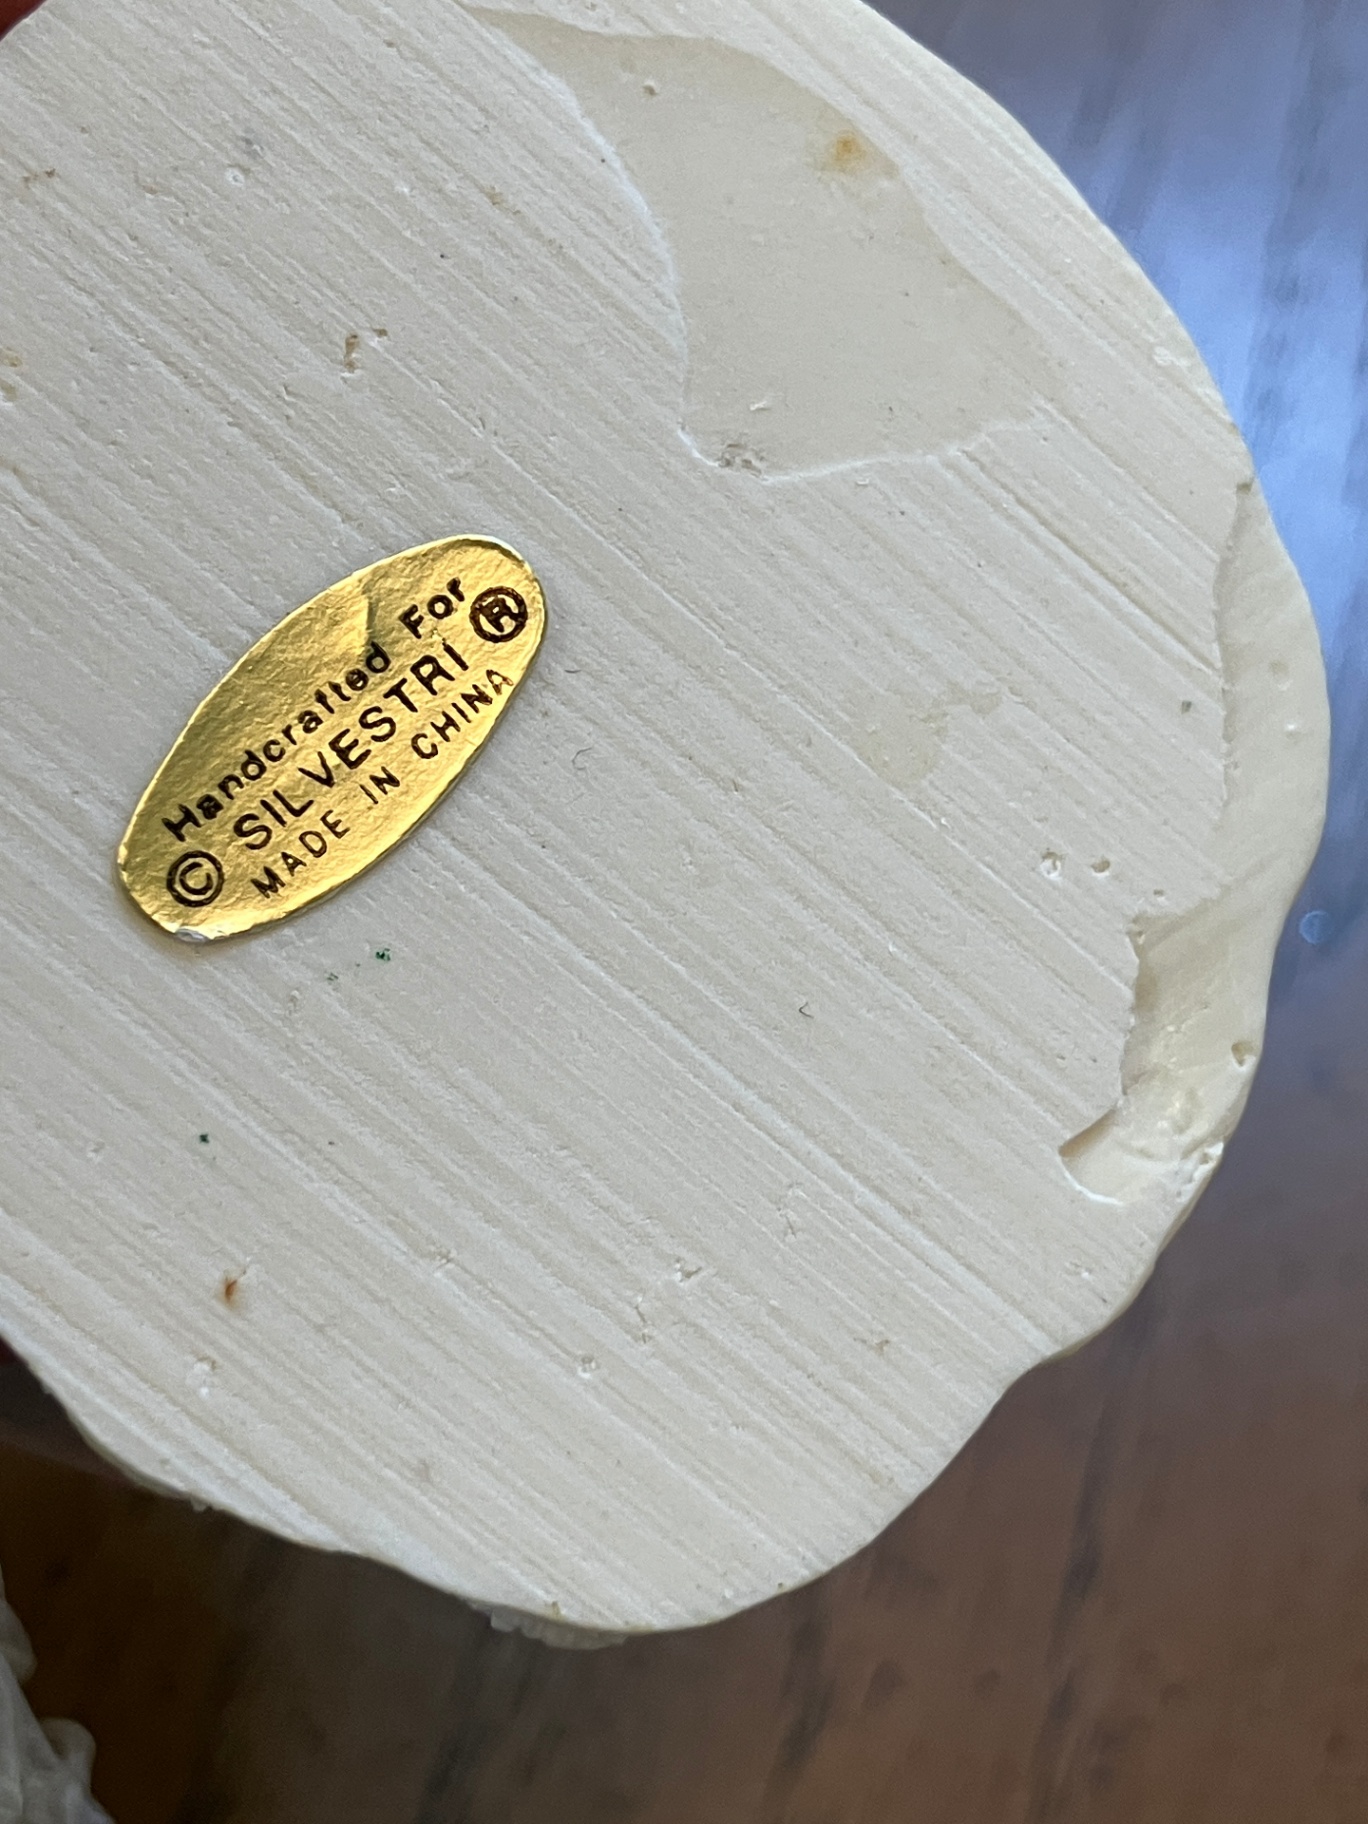 Handcrafted For
© SILVESTRI ®
MADE IN CHINA